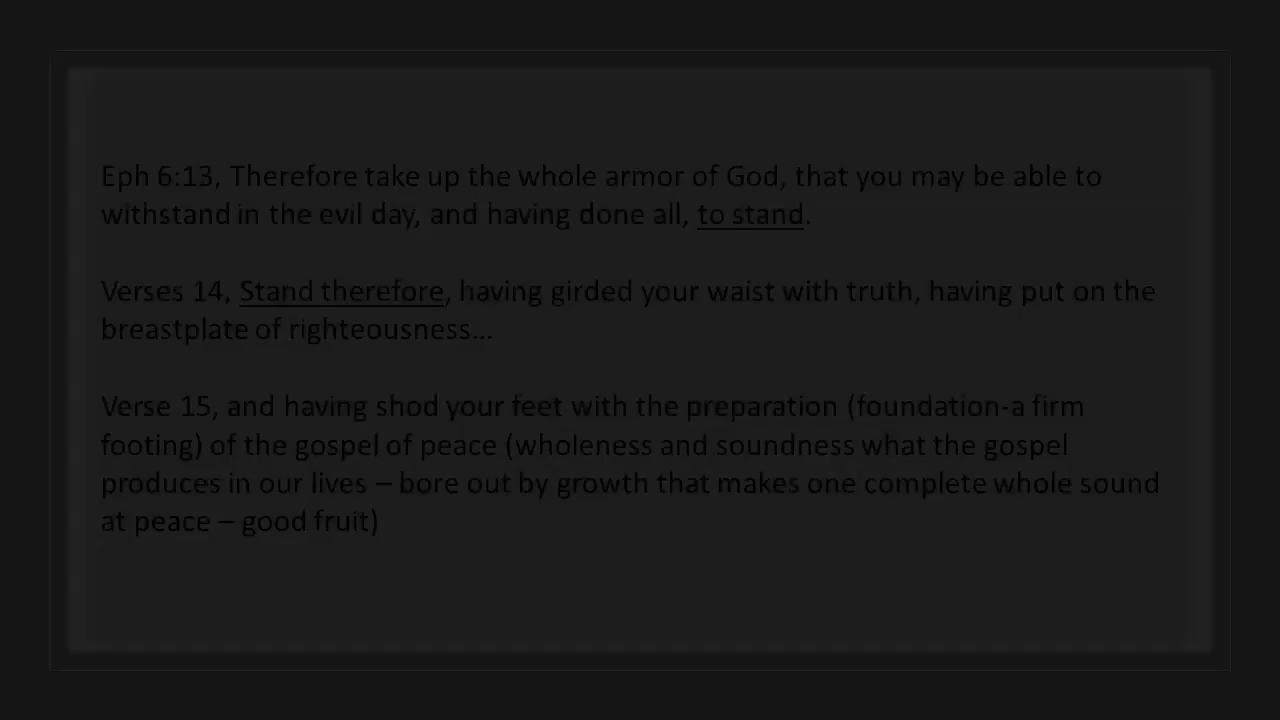 Eph 6:13, Therefore take up the whole armor of God, that you may be able to
withstand in the evil day, and having done all, to stand.
Verses 14, Stand therefore, having girded your waist with truth, having put on the
breastplate of righteousness...
Verse 15, and having shod your feet with the preparation (foundation-a firm
footing) of the gospel of peace (wholeness and soundness what the gospel
produces in our lives – bore out by growth that makes one complete whole sound
at peace – good fruit)